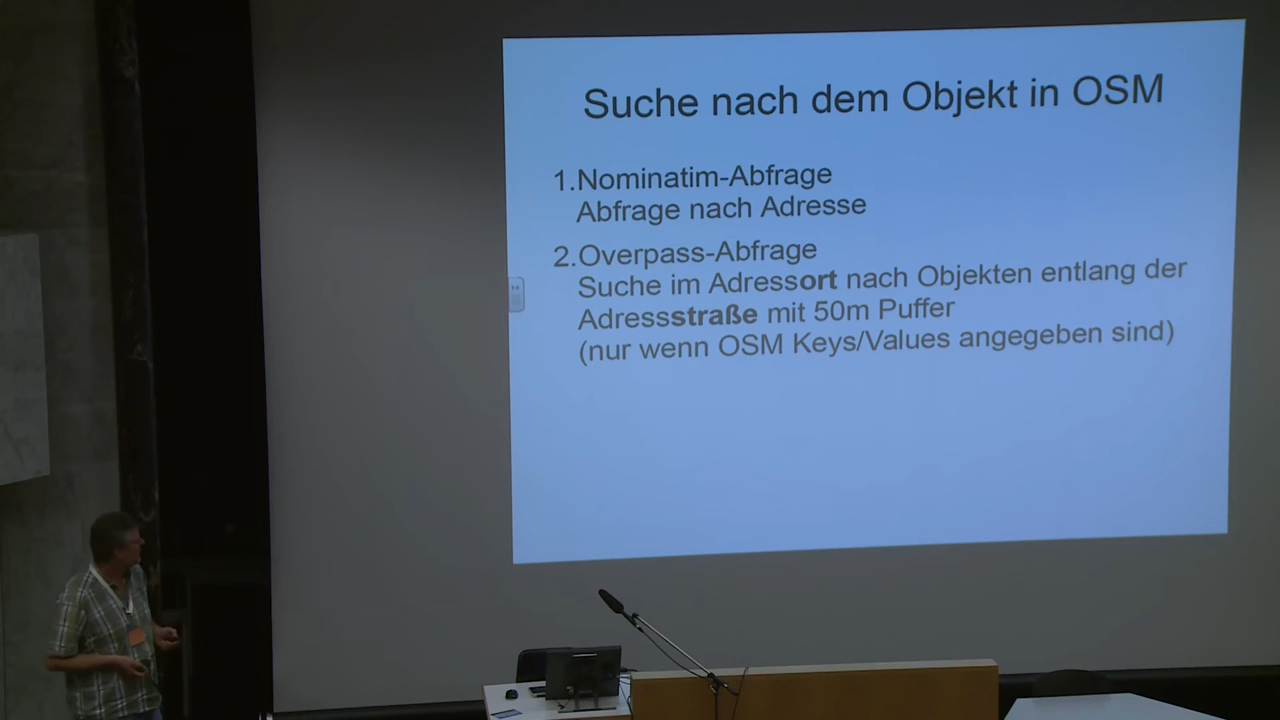 Suche nach dem Objekt in OSM
1.Nominatim-Abfrage
Abfrage nach Adresse
2.Overpass-Abfrage
Suche im Adressort nach Objekten entlang der
Adressstraße mit 50m Puffer
(nur wenn OSM Keys/Values angegeben sind)